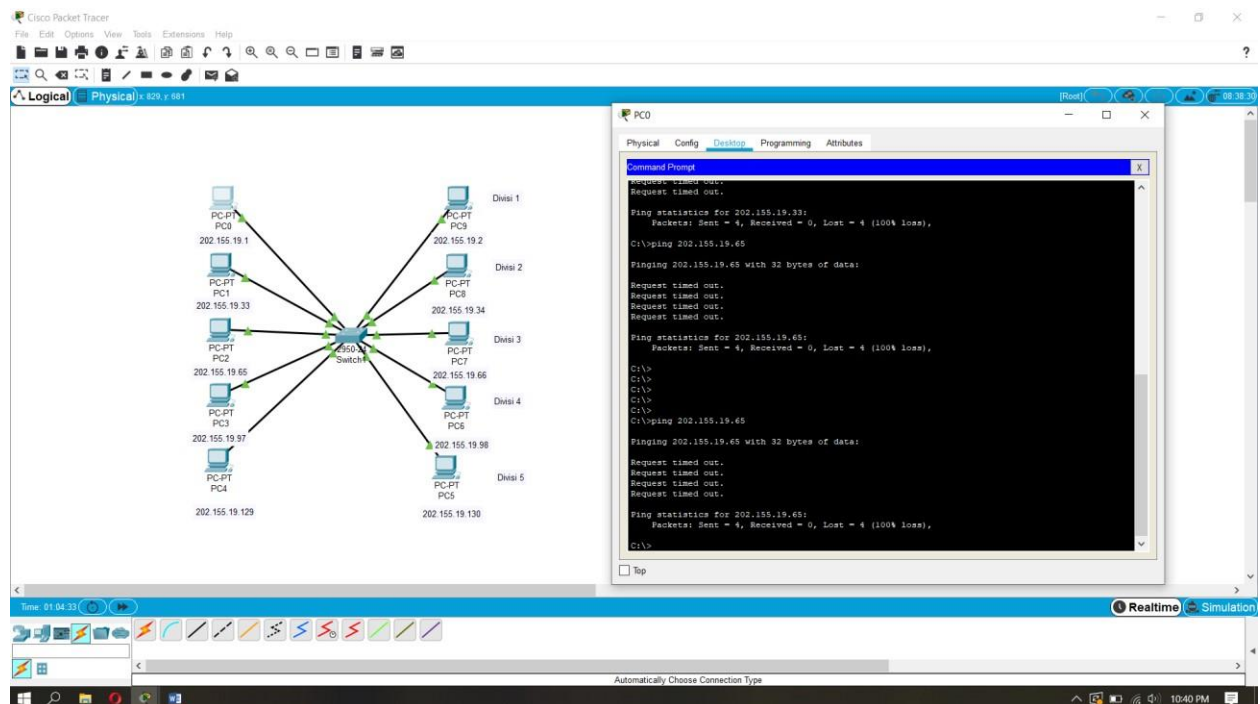 Cisco Packet Tracer
File Edit Options View Tools Extensions Help
?
Logical Physical x: 829, y: 681
[Root] 08:38:30
PC-PT
PC0
202.155.19.1
PC-PT
PC9
202.155.19.2
Divisi 1
PC-PT
PC1
202.155.19.33
PC-PT
PC8
202.155.19.34
Divisi 2
2950-24
Switch1
PC-PT
PC2
202.155.19.65
PC-PT
PC7
202.155.19.66
Divisi 3
PC-PT
PC3
202.155.19.97
PC-PT
PC6
202.155.19.98
Divisi 4
PC-PT
PC4
202.155.19.129
PC-PT
PC5
202.155.19.130
Divisi 5
PC0
Physical Config Desktop Programming Attributes
Command Prompt
X
Request timed out.
Request timed out.
Ping statistics for 202.155.19.33:
Packets: Sent = 4, Received = 0, Lost = 4 (100% loss),
C:\>ping 202.155.19.65
Pinging 202.155.19.65 with 32 bytes of data:
Request timed out.
Request timed out.
Request timed out.
Request timed out.
Ping statistics for 202.155.19.65:
Packets: Sent = 4, Received = 0, Lost = 4 (100% loss),
C:\>
C:\>
C:\>
C:\>
C:\>
C:\>ping 202.155.19.65
Pinging 202.155.19.65 with 32 bytes of data:
Request timed out.
Request timed out.
Request timed out.
Request timed out.
Ping statistics for 202.155.19.65:
Packets: Sent = 4, Received = 0, Lost = 4 (100% loss),
C:\>
Top
Time: 01:04:33
Realtime Simulation
Automatically Choose Connection Type
10:40 PM